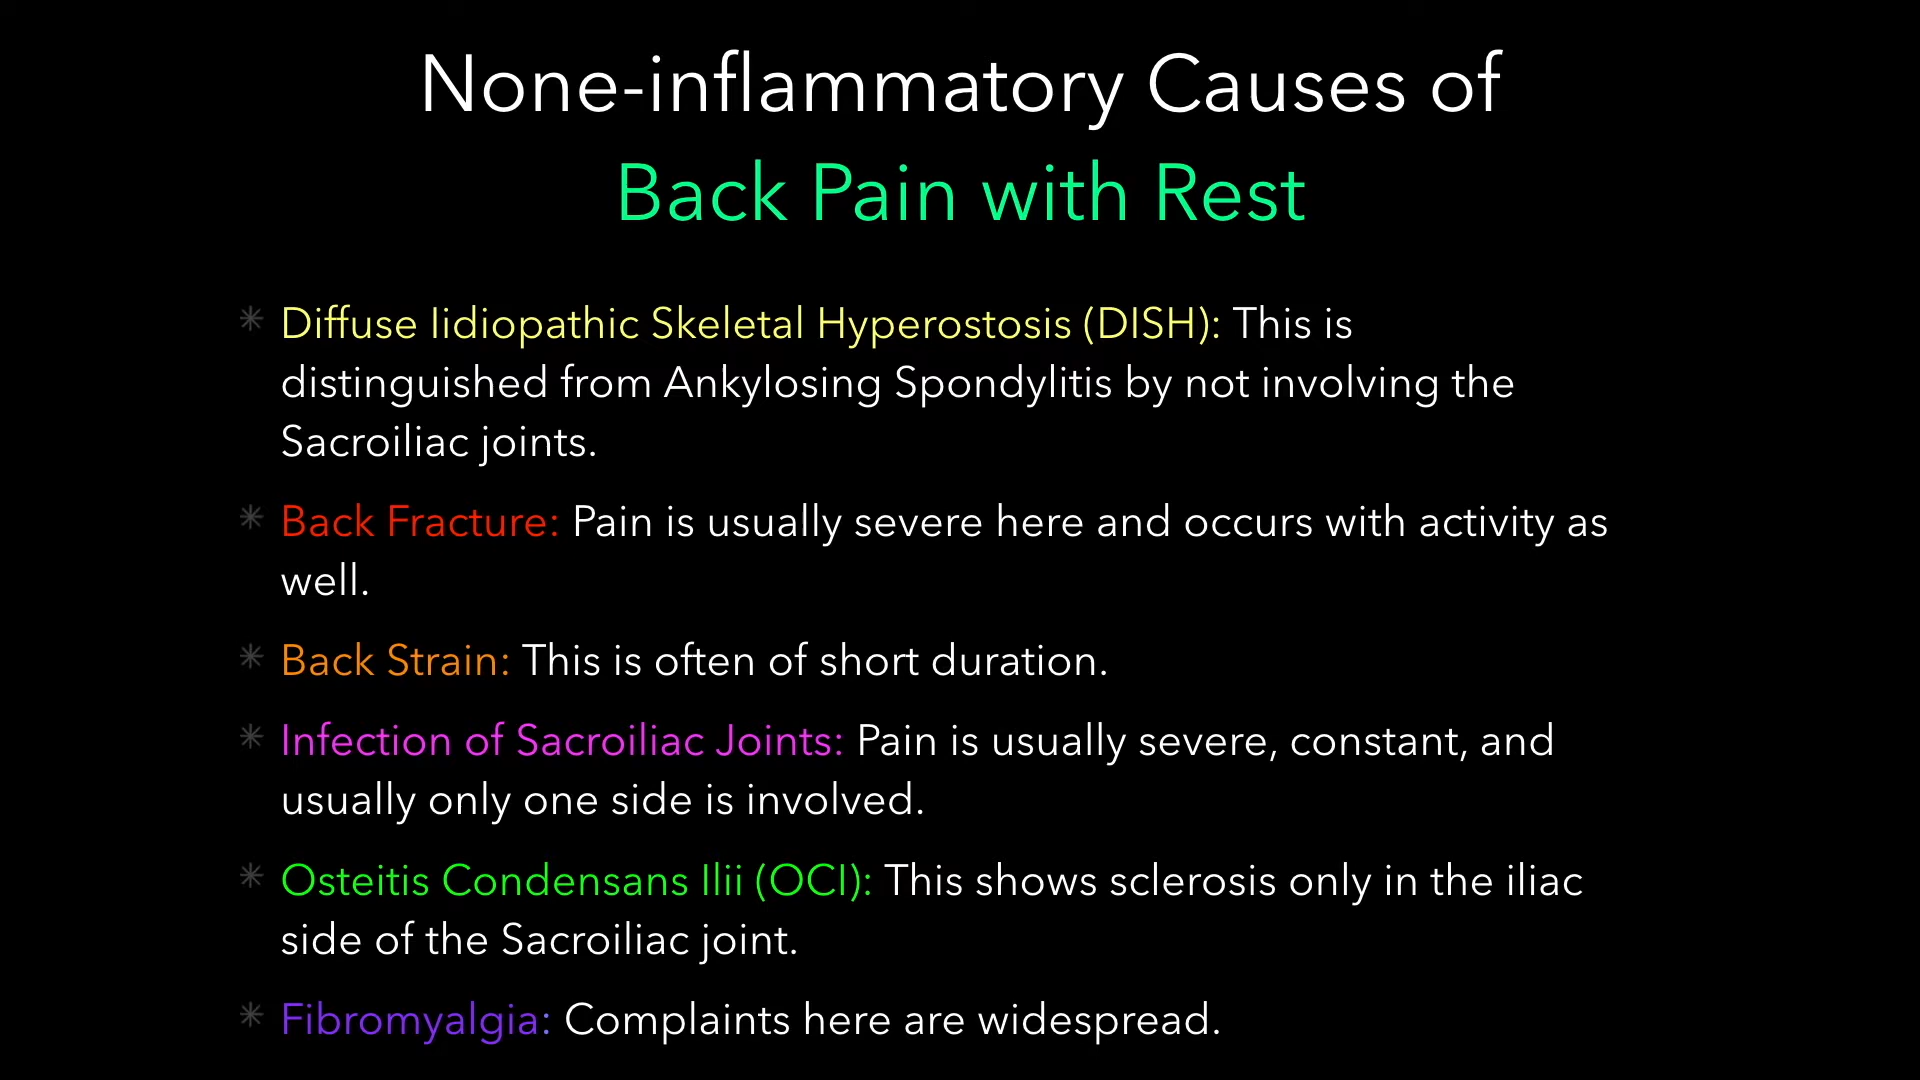 None-inflammatory Causes of
Back Pain with Rest
Diffuse Iidiopathic Skeletal Hyperostosis (DISH): This is
distinguished from Ankylosing Spondylitis by not involving the
Sacroiliac joints.
Back Fracture: Pain is usually severe here and occurs with activity as
well.
Back Strain: This is often of short duration.
Infection of Sacroiliac Joints: Pain is usually severe, constant, and
usually only one side is involved.
Osteitis Condensans Ilii (OCI): This shows sclerosis only in the iliac
side of the Sacroiliac joint.
Fibromyalgia: Complaints here are widespread.